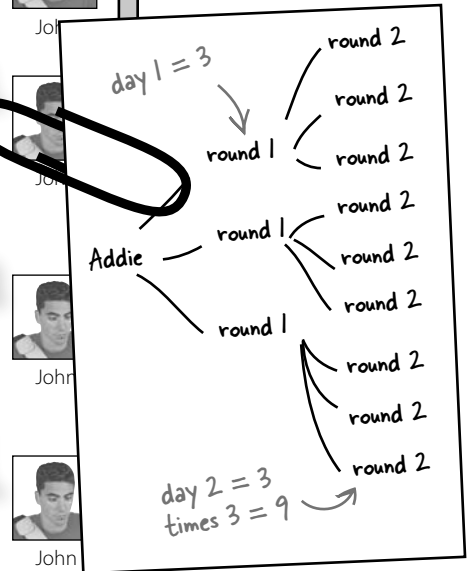 John
day 1 = 3
round 2
round 2
round 1
round 2
John
round 2
round 1
Addie
round 2
round 2
round 1
round 2
John
round 2
round 2
day 2 = 3
times 3 = 9
John